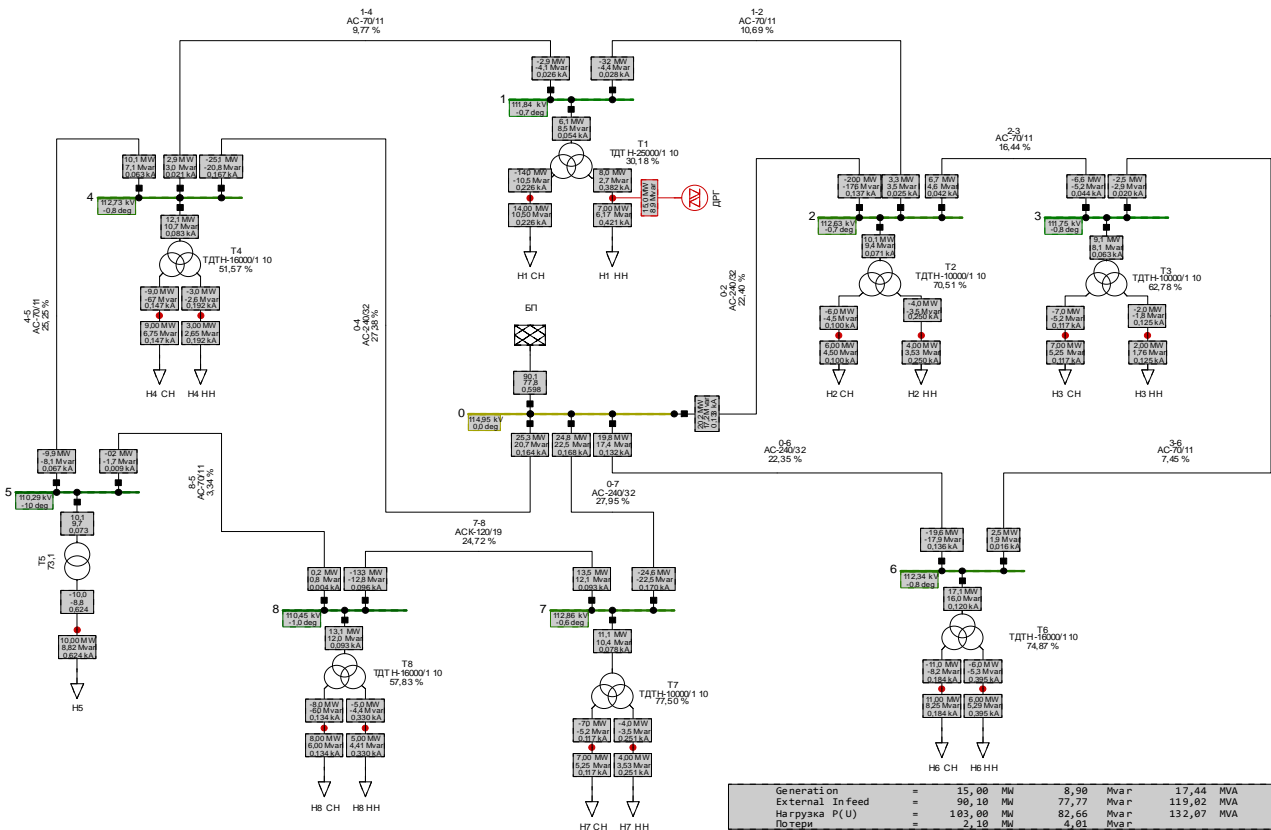 1-4
АС-70/11
9,77 %
1-2
АС-70/11
10,69 %
-2,9 MW
-4,1 Mvar
0,026 kA
-32 MW
-4,4 Mvar
0,028 kA
1
111,84 kV
-0,7 deg
6,1 MW
8,5 Mvar
0,054 kA
Т1
ТДТН-25000/1 10
30,18 %
-14,0 MW
-10,5 Mvar
0,226 kA
8,0 MW
2,7 Mvar
0,382 kA
15,0 MW
8,9 Mvar
ДРГ
14,00 MW
10,50 Mvar
0,226 kA
7,00 MW
6,17 Mvar
0,421 kA
Н1 СН
Н1 НН
10,1 MW
7,1 Mvar
0,063 kA
2,9 MW
3,0 Mvar
0,021 kA
-25,1 MW
-20,8 Mvar
0,167 kA
4
112,73 kV
-0,8 deg
12,1 MW
10,7 Mvar
0,083 kA
Т4
ТДТН-16000/1 10
51,57 %
-9,0 MW
-67 Mvar
0,147 kA
-3,0 MW
-2,6 Mvar
0,192 kA
9,00 MW
6,75 Mvar
0,147 kA
3,00 MW
2,65 Mvar
0,192 kA
Н4 СН
Н4 НН
4-5
АС-70/11
25,25 %
0-4
АС-240/32
27,38 %
2-3
АС-70/11
16,44 %
0-2
АС-240/32
22,40 %
-200 MW
-176 Mvar
0,137 kA
3,3 MW
3,5 Mvar
0,025 kA
6,7 MW
4,6 Mvar
0,042 kA
2
112,63 kV
-0,7 deg
10,1 MW
9,4 Mvar
0,071 kA
Т2
ТДТН-10000/1 10
70,51 %
-6,0 MW
-4,5 Mvar
0,100 kA
-4,0 MW
-3,5 Mvar
0,250 kA
6,00 MW
4,50 Mvar
0,100 kA
4,00 MW
3,53 Mvar
0,250 kA
Н2 СН
Н2 НН
-6,6 MW
-5,2 Mvar
0,044 kA
-2,5 MW
-2,9 Mvar
0,020 kA
3
111,75 kV
-0,8 deg
9,1 MW
8,1 Mvar
0,063 kA
Т3
ТДТН-10000/1 10
62,78 %
-7,0 MW
-5,2 Mvar
0,117 kA
-2,0 MW
-1,8 Mvar
0,125 kA
7,00 MW
5,25 Mvar
0,117 kA
2,00 MW
1,76 Mvar
0,125 kA
Н3 СН
Н3 НН
БП
90,1
77,8
0,598
0
114,95 kV
0,0 deg
20,2 MW
17,2 Mvar
0,133 kA
25,3 MW
20,7 Mvar
0,164 kA
24,8 MW
22,5 Mvar
0,168 kA
19,8 MW
17,4 Mvar
0,132 kA
0-6
АС-240/32
22,35 %
3-6
АС-70/11
7,45 %
0-7
АС-240/32
27,95 %
-9,9 MW
-8,1 Mvar
0,067 kA
-02 MW
-1,7 Mvar
0,009 kA
5
110,29 kV
-10 deg
8-5
АС-70/11
3,34 %
10,1
9,7
0,073
Т5
73,1
-10,0
-8,8
0,624
10,00 MW
8,82 Mvar
0,624 kA
Н5
7-8
АСК-120/19
24,72 %
0,2 MW
0,8 Mvar
0,004 kA
-133 MW
-12,8 Mvar
0,096 kA
8
110,45 kV
-1,0 deg
13,1 MW
12,0 Mvar
0,093 kA
Т8
ТДТН-16000/1 10
57,83 %
-8,0 MW
-60 Mvar
0,134 kA
-5,0 MW
-4,4 Mvar
0,330 kA
8,00 MW
6,00 Mvar
0,134 kA
5,00 MW
4,41 Mvar
0,330 kA
Н8 СН
Н8 НН
13,5 MW
12,1 Mvar
0,093 kA
-24,6 MW
-22,5 Mvar
0,170 kA
7
112,86 kV
-0,6 deg
11,1 MW
10,4 Mvar
0,078 kA
Т7
ТДТН-10000/1 10
77,50 %
-70 MW
-5,2 Mvar
0,117 kA
-4,0 MW
-3,5 Mvar
0,251 kA
7,00 MW
5,25 Mvar
0,117 kA
4,00 MW
3,53 Mvar
0,251 kA
Н7 СН
Н7 НН
-19,6 MW
-17,9 Mvar
0,136 kA
2,5 MW
1,9 Mvar
0,016 kA
6
112,34 kV
-0,8 deg
17,1 MW
16,0 Mvar
0,120 kA
Т6
ТДТН-16000/1 10
74,87 %
-11,0 MW
-8,2 Mvar
0,184 kA
-6,0 MW
-5,3 Mvar
0,395 kA
11,00 MW
8,25 Mvar
0,184 kA
6,00 MW
5,29 Mvar
0,395 kA
Н6 СН
Н6 НН
Generation = 15,00 MW 8,90 Mvar 17,44 MVA
External Infeed = 90,10 MW 77,77 Mvar 119,02 MVA
Нагрузка P(U) = 103,00 MW 82,66 Mvar 132,07 MVA
Потери = 2,10 MW 4,01 Mvar